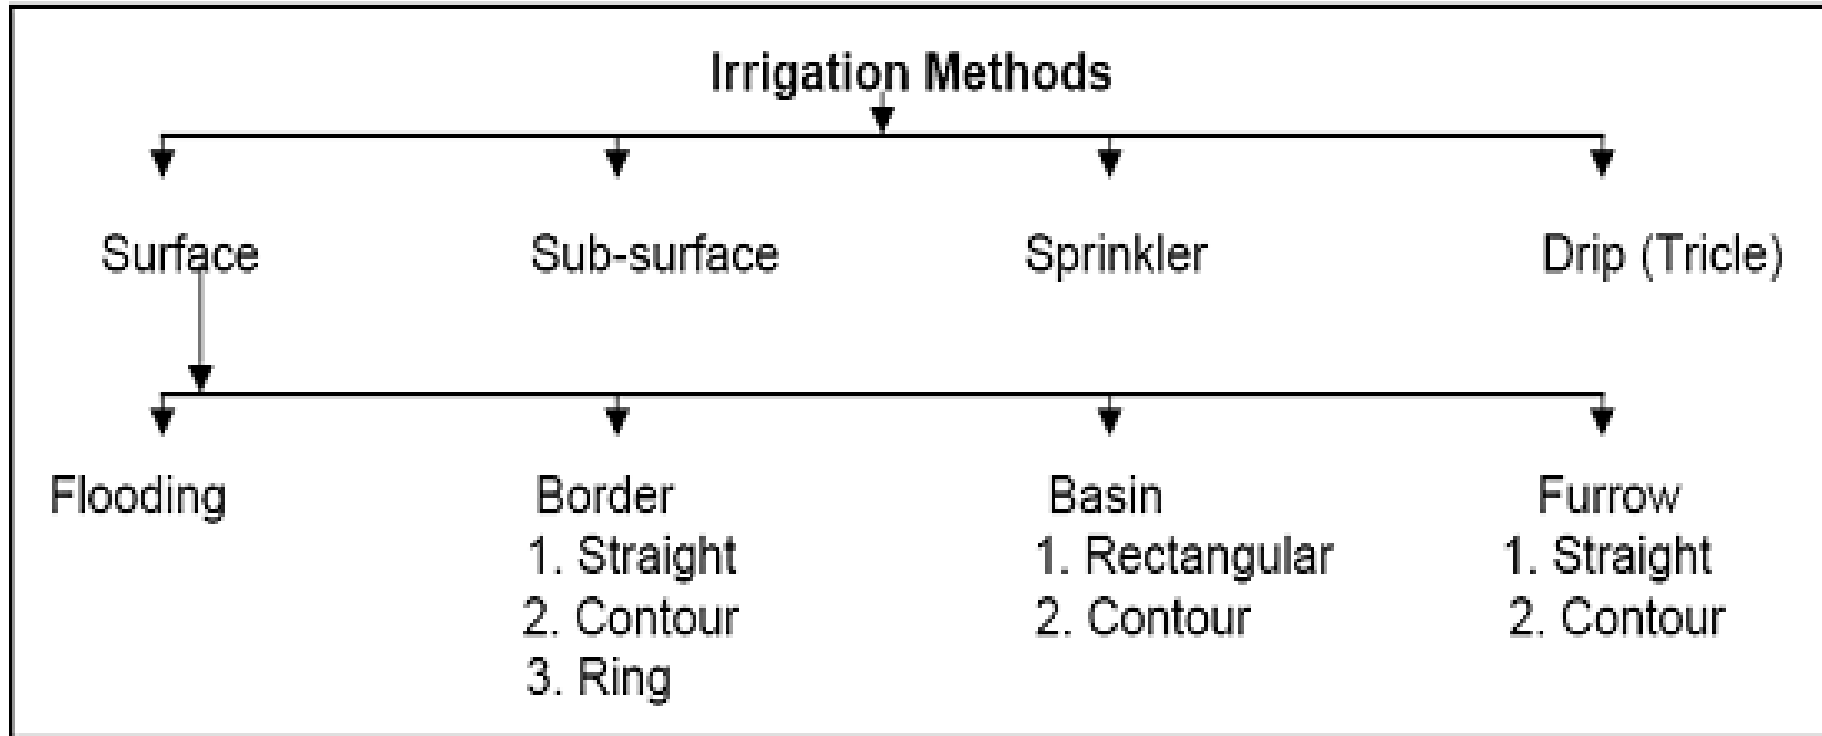 Irrigation Methods
Surface Sub-surface Sprinkler Drip (Tricle)
Flooding Border Basin Furrow
1. Straight 1. Rectangular 1. Straight
2. Contour 2. Contour 2. Contour
3. Ring